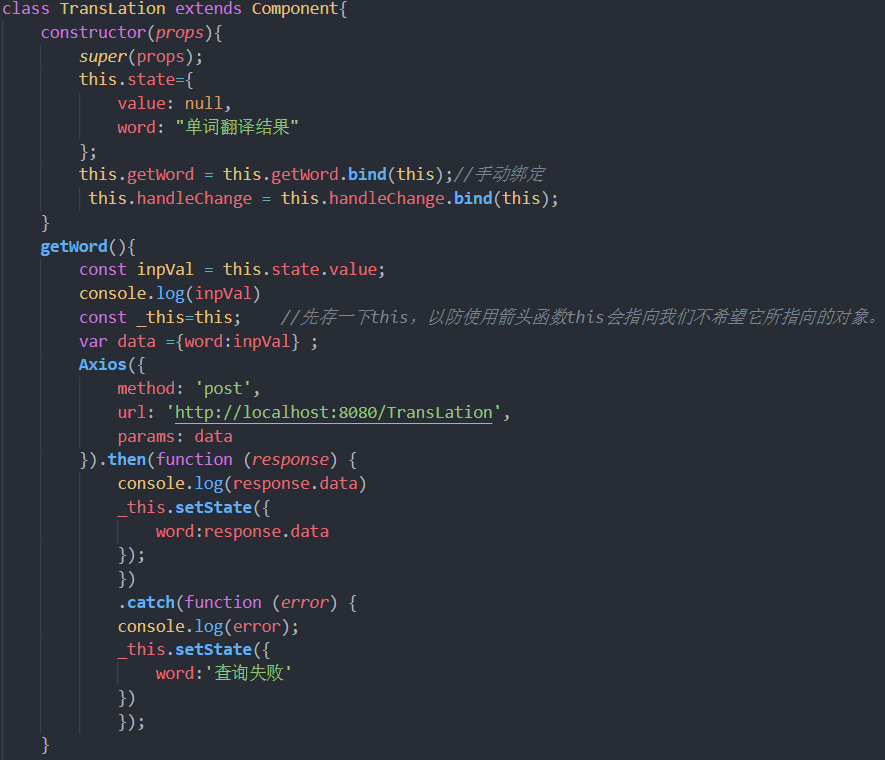 class TransLation extends Component{
    constructor(props){
        super(props);
        this.state={
            value: null,
            word: "单词翻译结果"
        };
        this.getWord = this.getWord.bind(this);//手动绑定
         this.handleChange = this.handleChange.bind(this);
    }
    getWord(){
        const inpVal = this.state.value;
        console.log(inpVal)
        const _this=this;    //先存一下this，以防使用箭头函数this会指向我们不希望它所指向的对象。
        var data ={word:inpVal} ;
        Axios({
            method: 'post',
            url: 'http://localhost:8080/TransLation',
            params: data
        }).then(function (response) {
            console.log(response.data)
            _this.setState({
                word:response.data
            });
            })
            .catch(function (error) {
            console.log(error);
            _this.setState({
                word:'查询失败'
            })
            });
    }